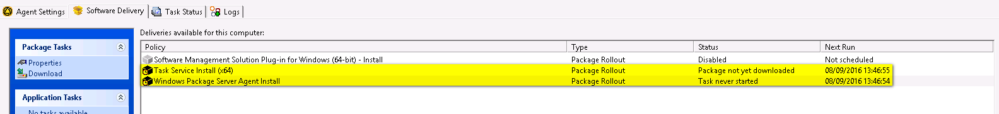 Agent Settings Software Delivery Task Status Logs
Deliveries available for this computer:
Package Tasks
Properties
Download
Application Tasks
No tasks available
Policy Type Status Next Run
Software Management Solution Plug-in for Windows (64-bit) - Install Package Rollout Disabled Not scheduled
Task Service Install (x64) Package Rollout Package not yet downloaded 08/09/2016 13:46:55
Windows Package Server Agent Install Package Rollout Task never started 08/09/2016 13:46:54